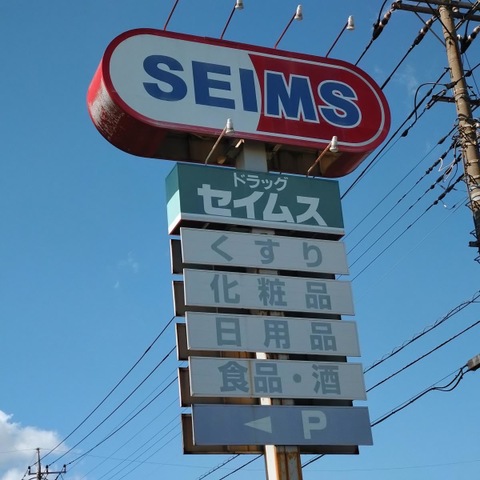 SEIMS
ドラッグ
セイムス
くすり
化粧品
日用品
食品・酒
◀ P